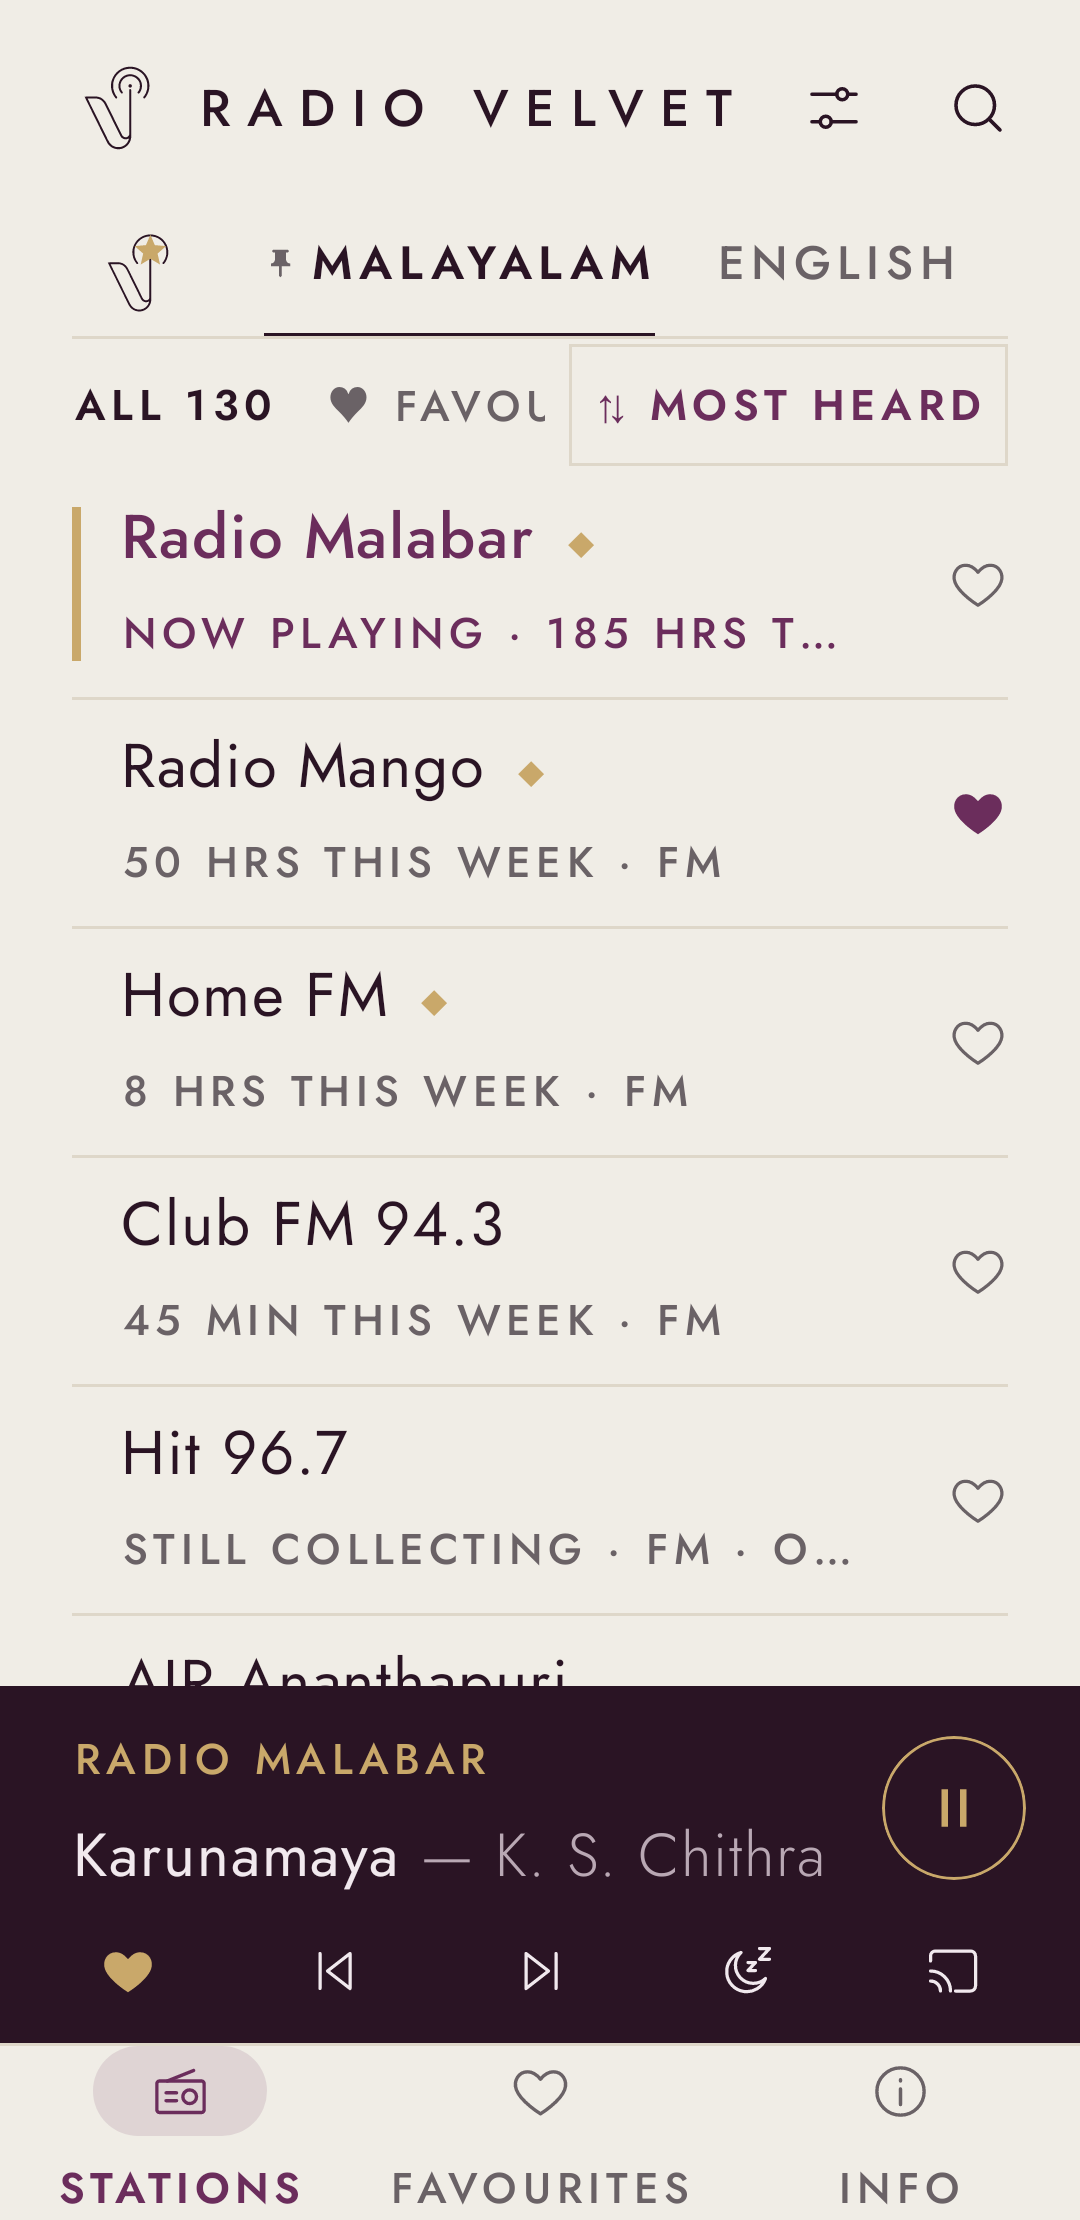 RADIO VELVET
MALAYALAM ENGLISH
ALL 130 FAVOU MOST HEARD
Radio Malabar
NOW PLAYING · 185 HRS T…
Radio Mango
50 HRS THIS WEEK · FM
Home FM
8 HRS THIS WEEK · FM
Club FM 94.3
45 MIN THIS WEEK · FM
Hit 96.7
STILL COLLECTING · FM · O…
AIR Ananthapuri
RADIO MALABAR
Karunamaya — K. S. Chithra
STATIONS FAVOURITES INFO